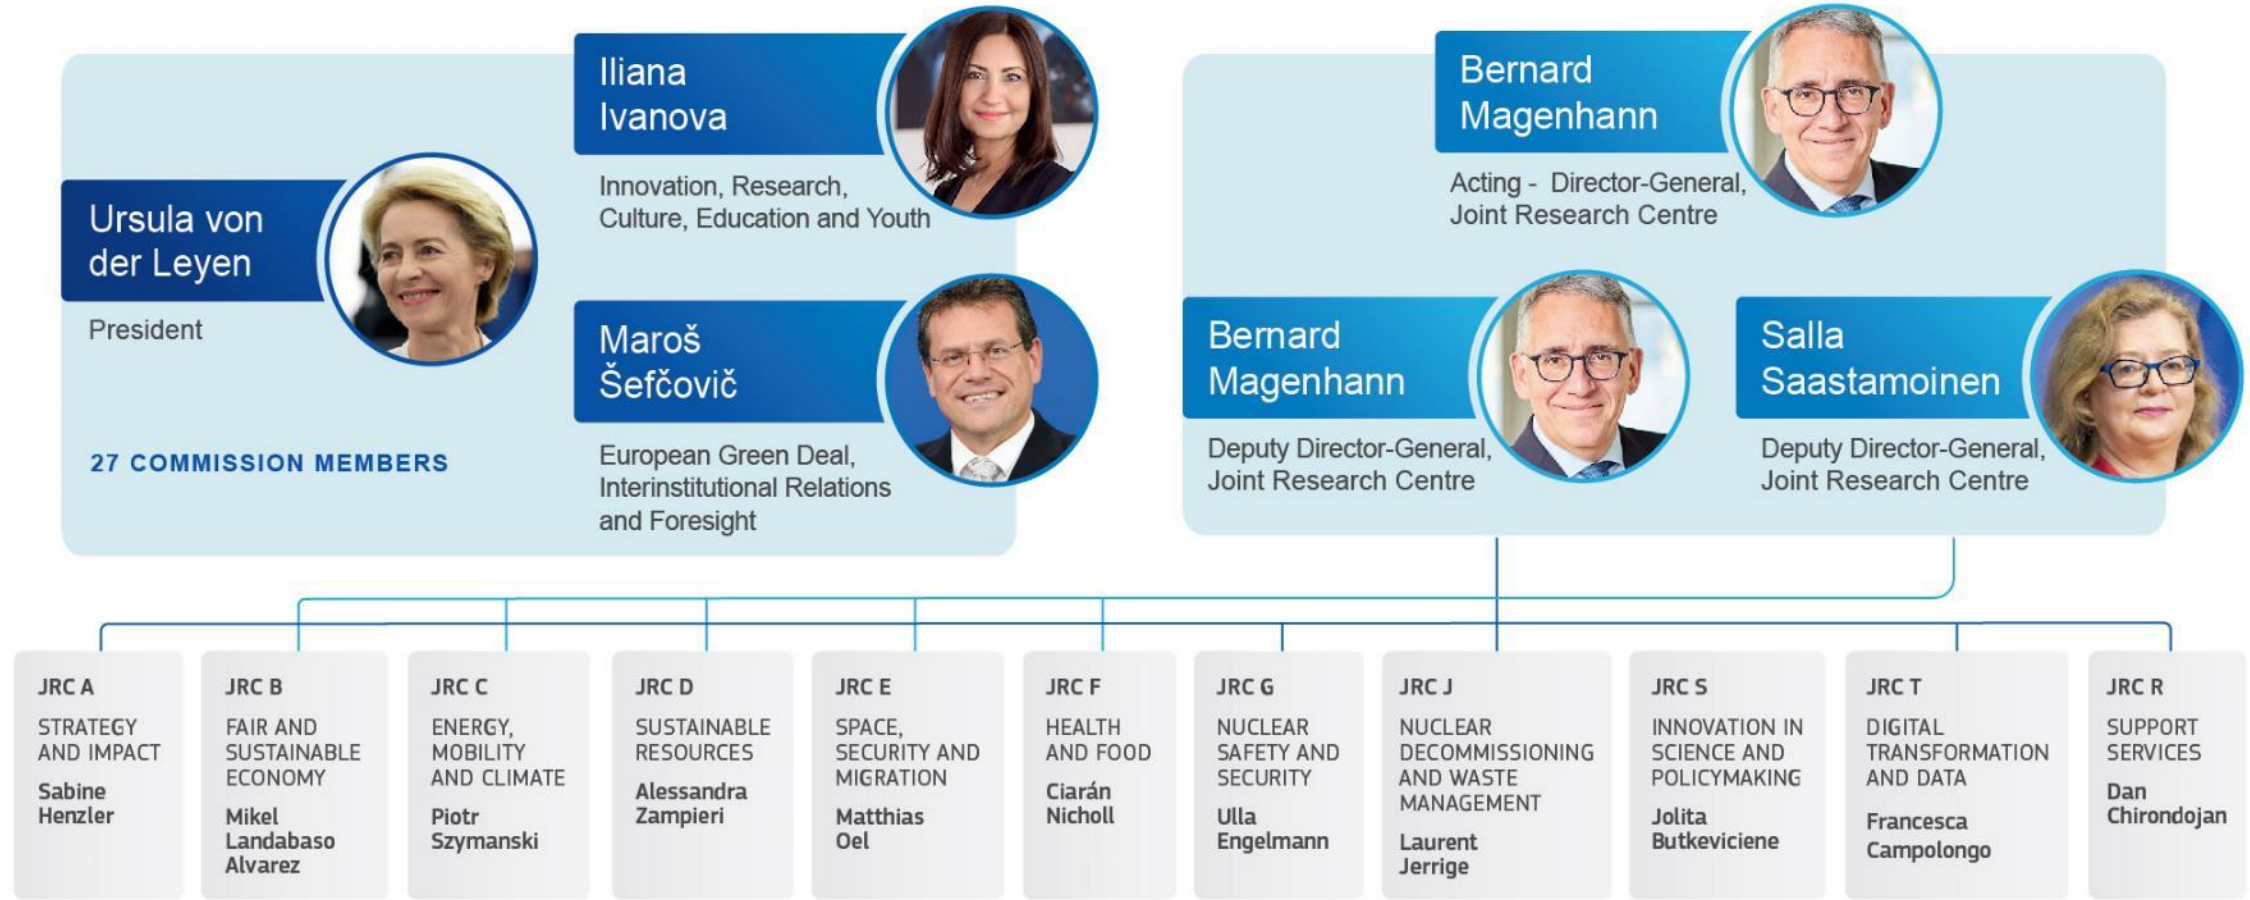 Ursula von
der Leyen
President
27 COMMISSION MEMBERS
Iliana
Ivanova
Innovation, Research,
Culture, Education and Youth
Maroš
Šefčovič
European Green Deal,
Interinstitutional Relations
and Foresight
Bernard
Magenhann
Acting - Director-General,
Joint Research Centre
Bernard
Magenhann
Deputy Director-General,
Joint Research Centre
Salla
Saastamoinen
Deputy Director-General,
Joint Research Centre
JRC A
STRATEGY
AND IMPACT
Sabine
Henzler
JRC B
FAIR AND
SUSTAINABLE
ECONOMY
Mikel
Landabaso
Alvarez
JRC C
ENERGY,
MOBILITY
AND CLIMATE
Piotr
Szymanski
JRC D
SUSTAINABLE
RESOURCES
Alessandra
Zampieri
JRC E
SPACE,
SECURITY AND
MIGRATION
Matthias
Oel
JRC F
HEALTH
AND FOOD
Ciarán
Nicholl
JRC G
NUCLEAR
SAFETY AND
SECURITY
Ulla
Engelmann
JRC J
NUCLEAR
DECOMMISSIONING
AND WASTE
MANAGEMENT
Laurent
Jerrige
JRC S
INNOVATION IN
SCIENCE AND
POLICYMAKING
Jolita
Butkeviciene
JRC T
DIGITAL
TRANSFORMATION
AND DATA
Francesca
Campolongo
JRC R
SUPPORT
SERVICES
Dan
Chirondojan